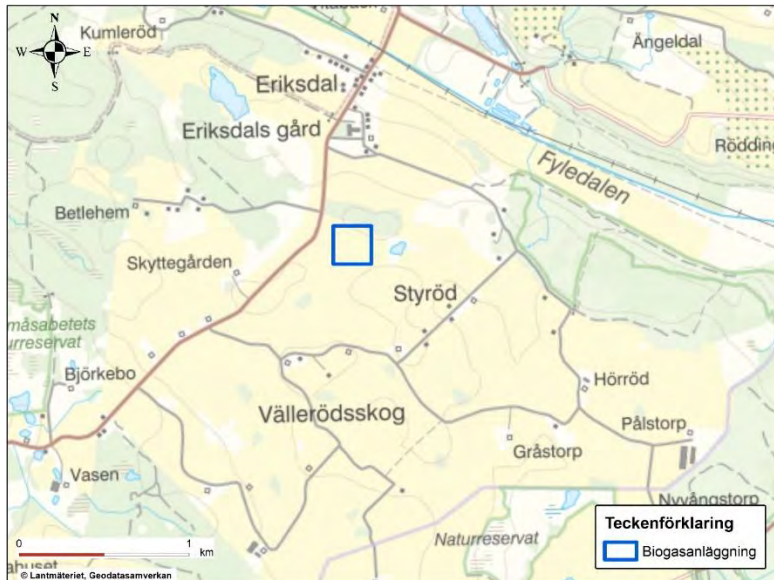 Kumleröd
N
W E
S
Ängeldal
Eriksdal
Eriksdals gård
Rödding
Fyledalen
Betlehem
Skyttegården
Styröd
måsabetets
urreservat
Björkebo
Hörröd
Vällerödsskog
Pålstorp
Gråstorp
Vasen
Nyvångstorp
Naturreservat
Teckenförklaring
Biogasanläggning
0 1
km
ahuset
© Lantmäteriet, Geodatasamverkan